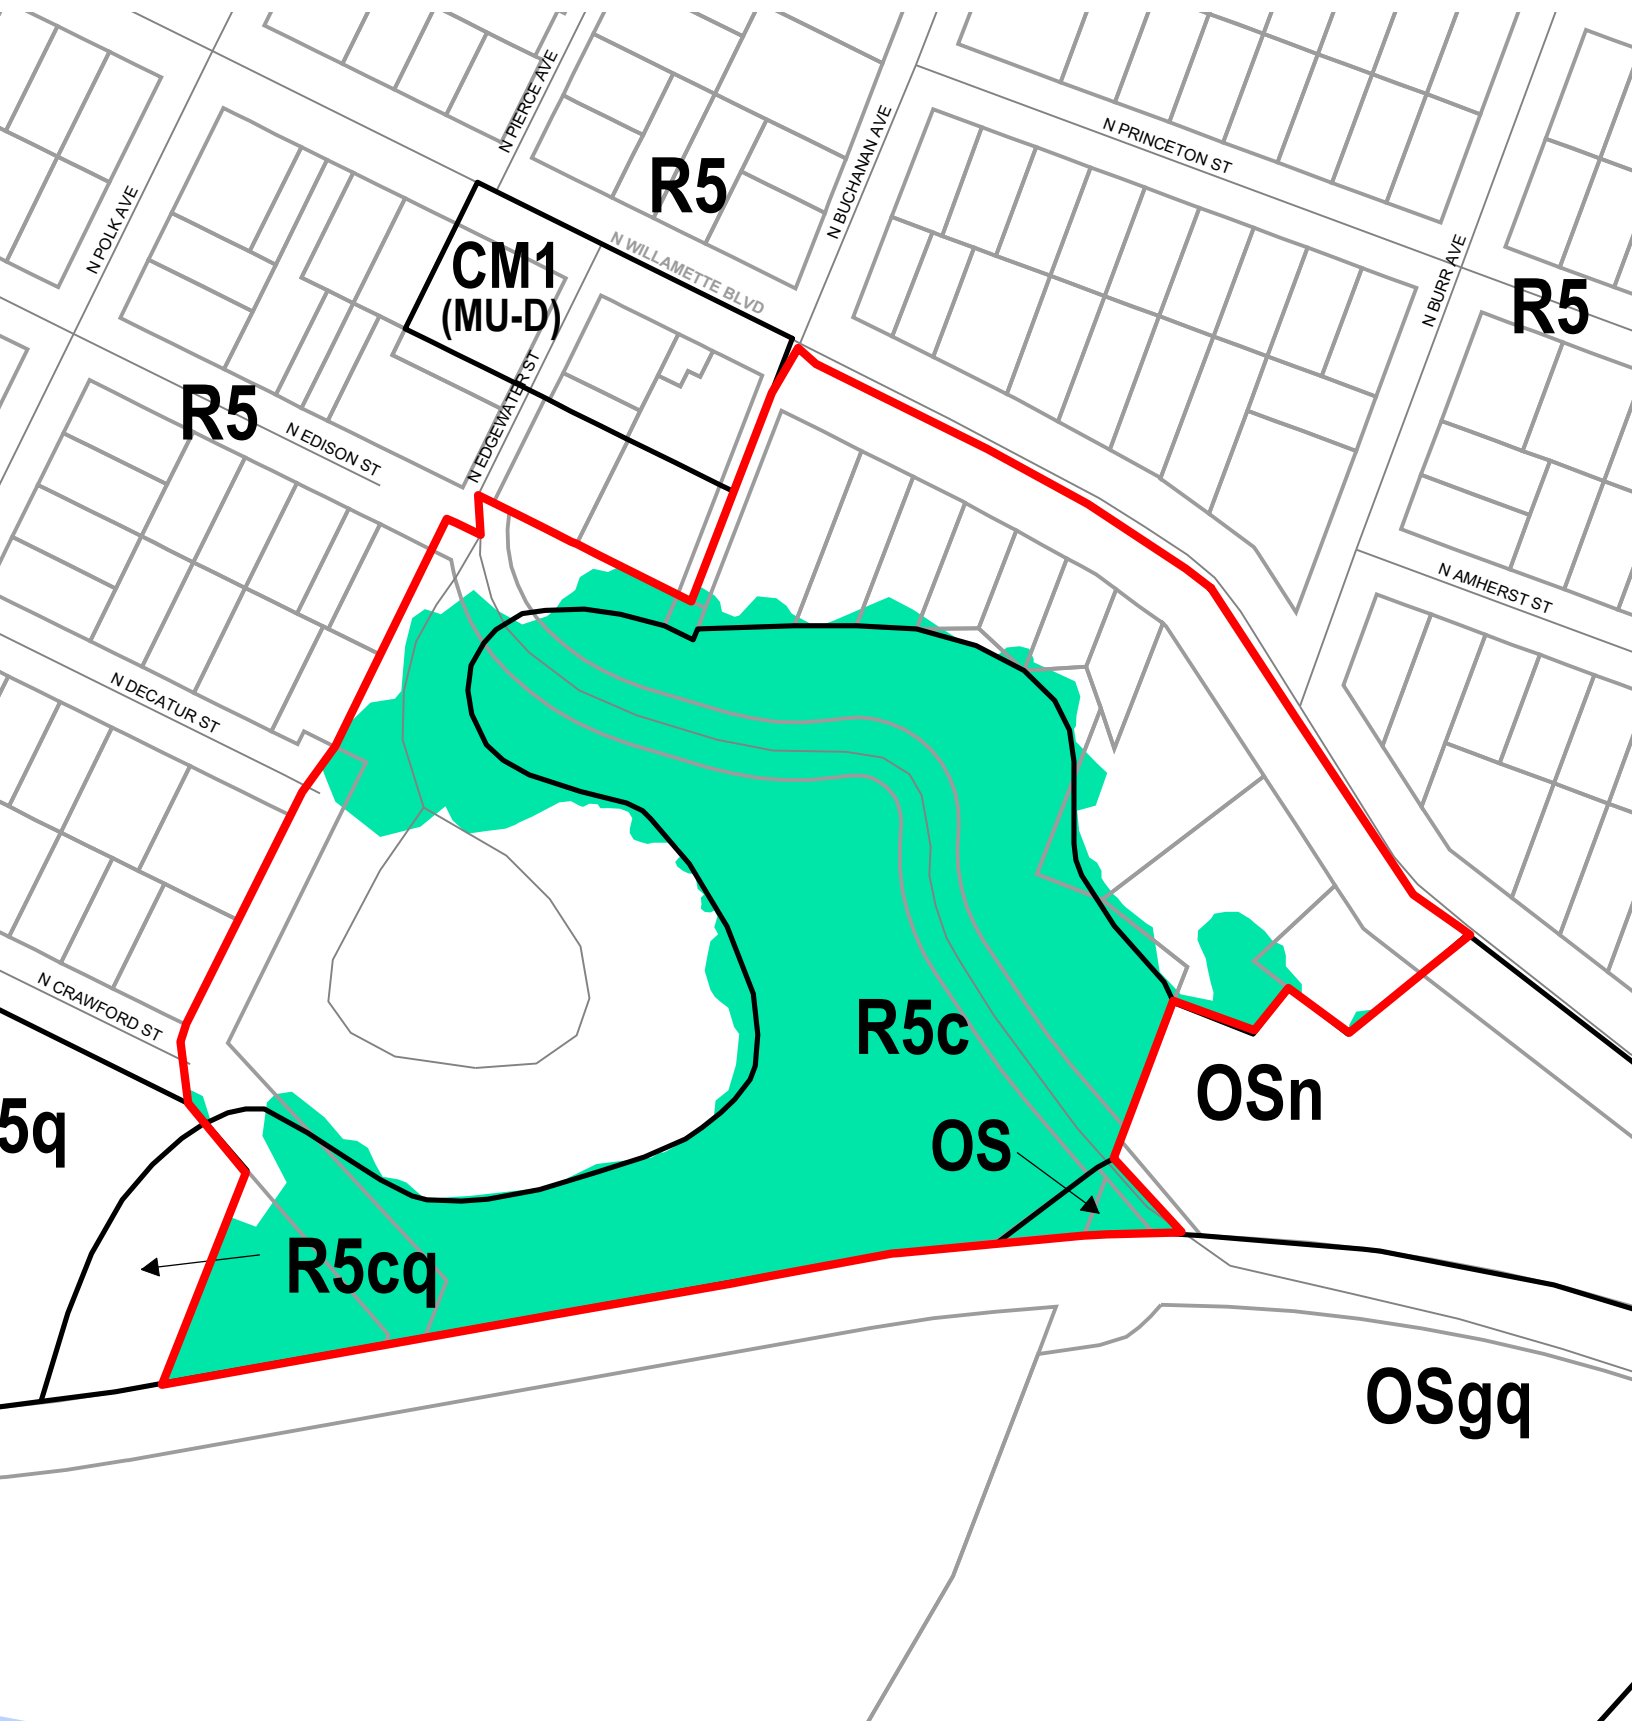 N PIERCE AVE
N BUCHANAN AVE
N PRINCETON ST
R5
N POLK AVE
CM1
(MU-D)
N WILLAMETTE BLVD
N BURR AVE
R5
R5
N EDISON ST
N EDGEWATER ST
N AMHERST ST
N DECATUR ST
N CRAWFORD ST
R5c
OSn
5q
OS
R5cq
OSgq